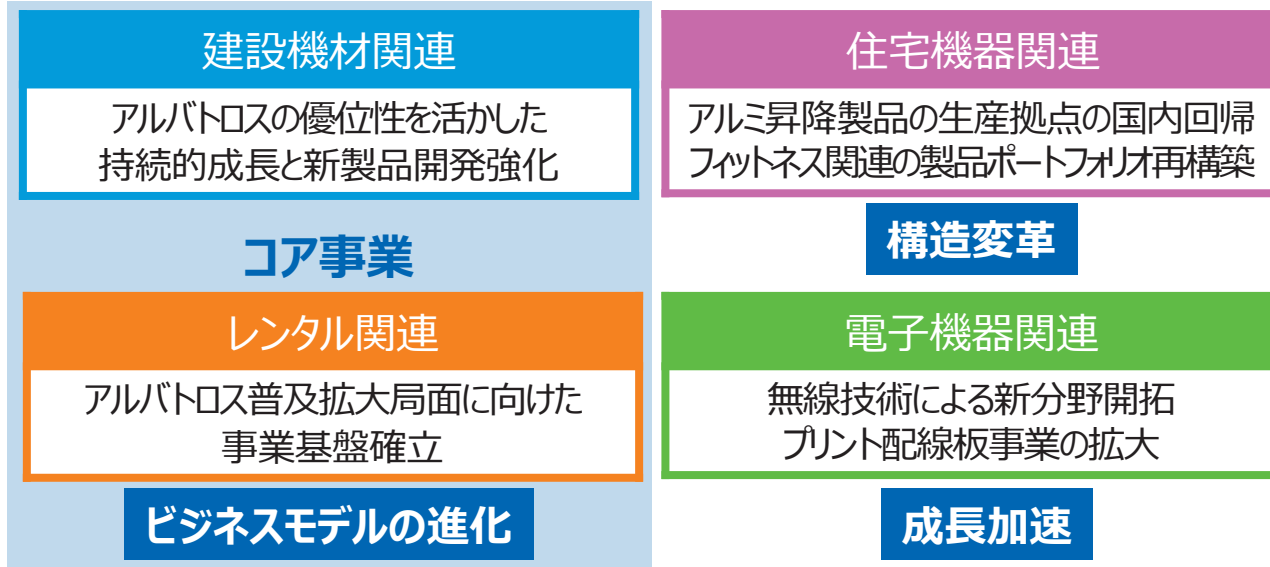 建設機材関連
アルバトロスの優位性を活かした
持続的成長と新製品開発強化
コア事業
レンタル関連
アルバトロス普及拡大局面に向けた
事業基盤確立
ビジネスモデルの進化
住宅機器関連
アルミ昇降製品の生産拠点の国内回帰
フィットネス関連の製品ポートフォリオ再構築
構造変革
電子機器関連
無線技術による新分野開拓
プリント配線板事業の拡大
成長加速